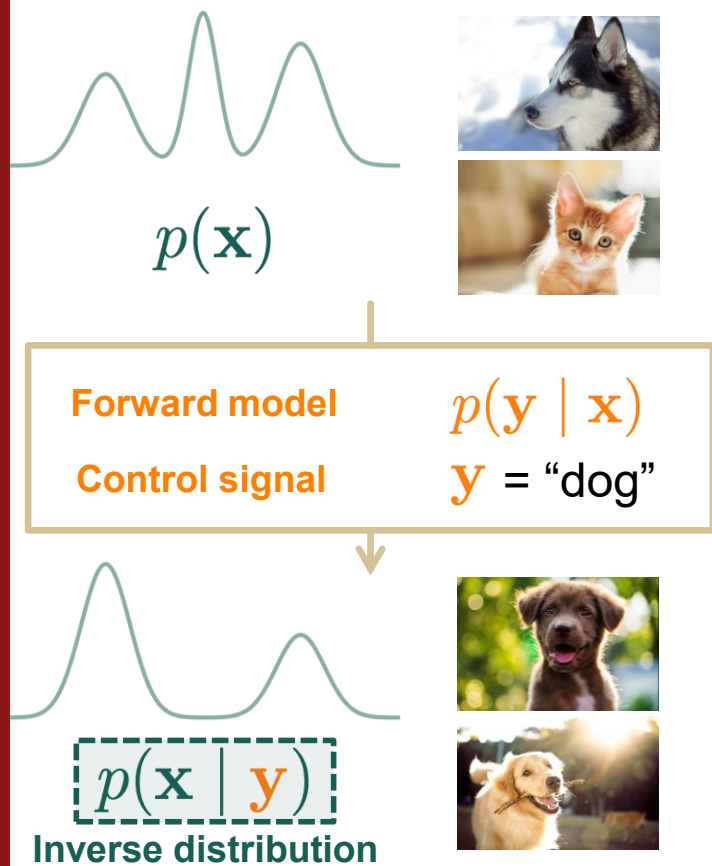 p(x)
Forward model p(y | x)
Control signal y = “dog”
p(x | y)
Inverse distribution